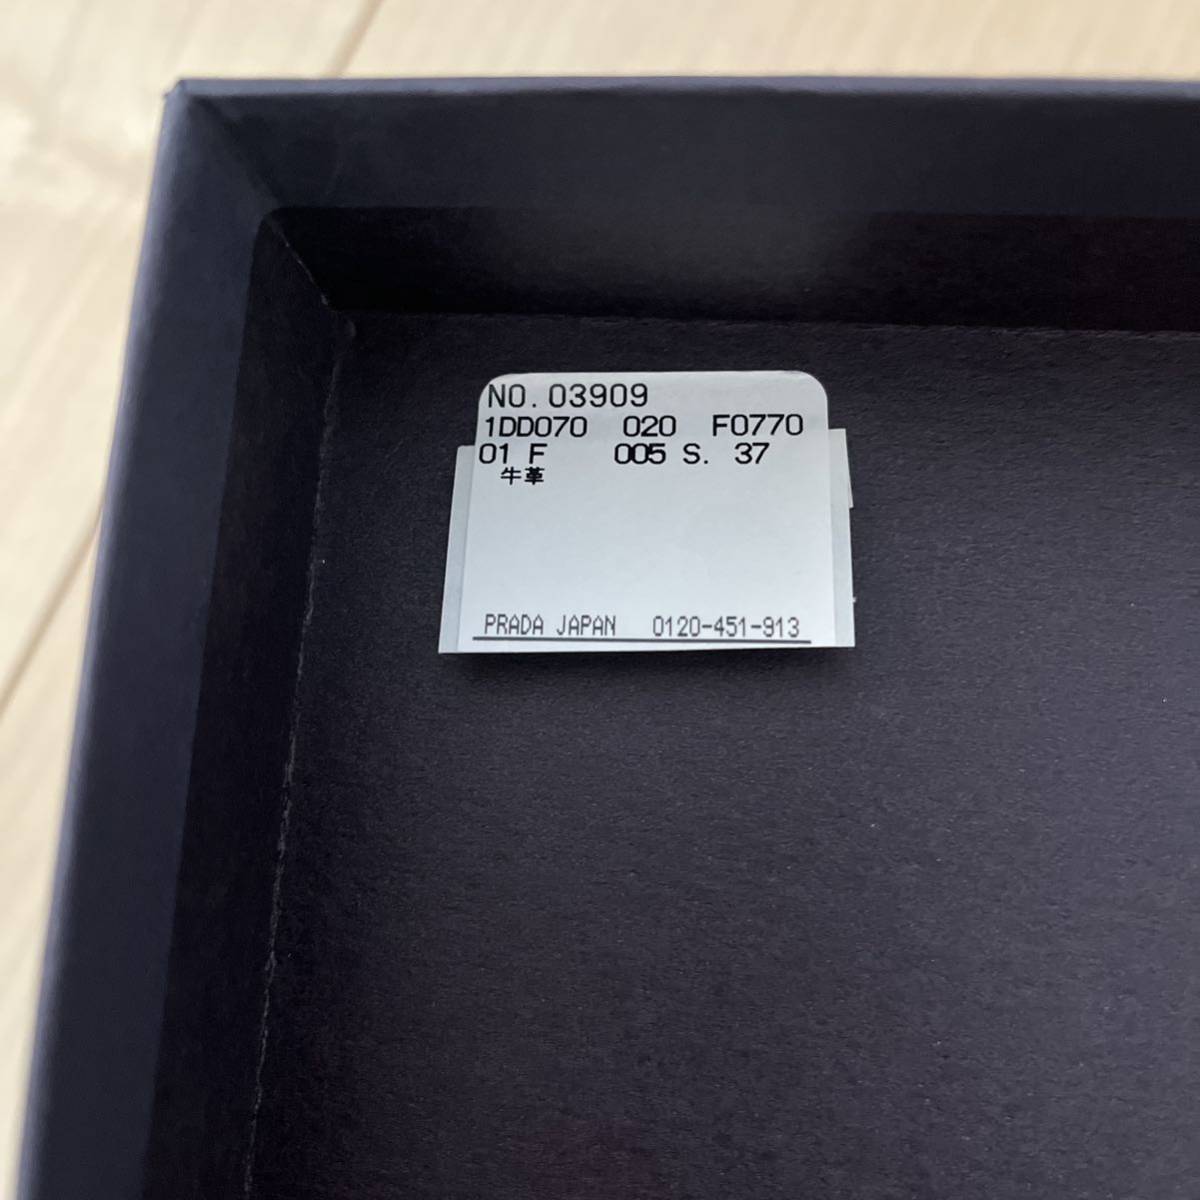 NO. 03909
1DD070 020 F0770
01 F 005 S. 37
牛革
PRADA JAPAN 0120-451-913